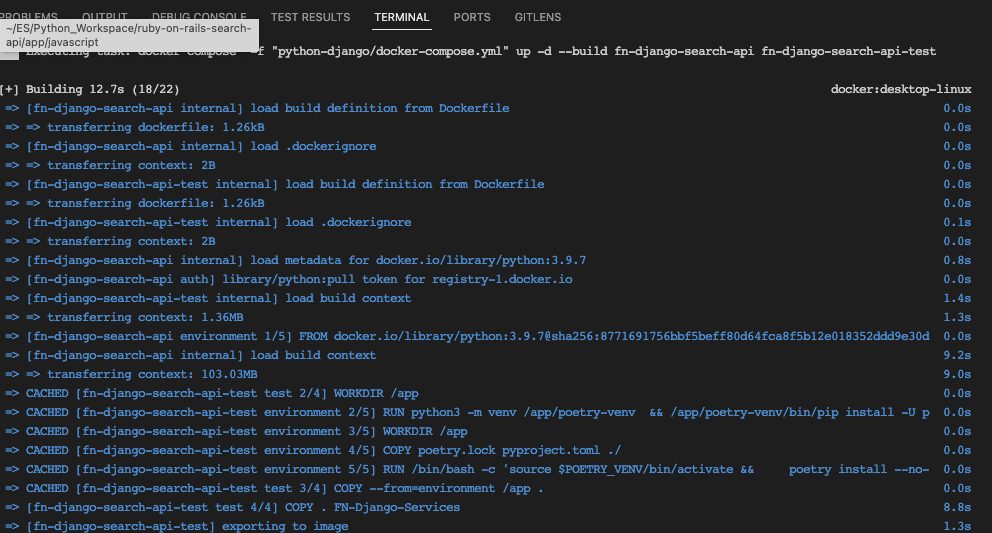 PROBLEMS OUTPUT DEBUG CONSOLE TEST RESULTS TERMINAL PORTS GITLENS
~/ES/Python_Workspace/ruby-on-rails-search-
api/app/javascript
Executing task: docker compose -f "python-django/docker-compose.yml" up -d --build fn-django-search-api fn-django-search-api-test
[+] Building 12.7s (18/22) docker:desktop-linux
=> [fn-django-search-api internal] load build definition from Dockerfile 0.0s
=> => transferring dockerfile: 1.26kB 0.0s
=> [fn-django-search-api internal] load .dockerignore 0.0s
=> => transferring context: 2B 0.0s
=> [fn-django-search-api-test internal] load build definition from Dockerfile 0.0s
=> => transferring dockerfile: 1.26kB 0.0s
=> [fn-django-search-api-test internal] load .dockerignore 0.1s
=> => transferring context: 2B 0.0s
=> [fn-django-search-api internal] load metadata for docker.io/library/python:3.9.7 0.8s
=> [fn-django-search-api auth] library/python:pull token for registry-1.docker.io 0.0s
=> [fn-django-search-api-test internal] load build context 1.4s
=> => transferring context: 1.36MB 1.3s
=> [fn-django-search-api environment 1/5] FROM docker.io/library/python:3.9.7@sha256:8771691756bbf5beff80d64fca8f5b12e018352ddd9e30d 0.0s
=> [fn-django-search-api internal] load build context 9.2s
=> => transferring context: 103.03MB 9.0s
=> CACHED [fn-django-search-api-test test 2/4] WORKDIR /app 0.0s
=> CACHED [fn-django-search-api-test environment 2/5] RUN python3 -m venv /app/poetry-venv && /app/poetry-venv/bin/pip install -U p 0.0s
=> CACHED [fn-django-search-api-test environment 3/5] WORKDIR /app 0.0s
=> CACHED [fn-django-search-api-test environment 4/5] COPY poetry.lock pyproject.toml ./ 0.0s
=> CACHED [fn-django-search-api-test environment 5/5] RUN /bin/bash -c 'source $POETRY_VENV/bin/activate && poetry install --no- 0.0s
=> CACHED [fn-django-search-api-test test 3/4] COPY --from=environment /app . 0.0s
=> [fn-django-search-api-test test 4/4] COPY . FN-Django-Services 8.8s
=> [fn-django-search-api-test] exporting to image 1.3s